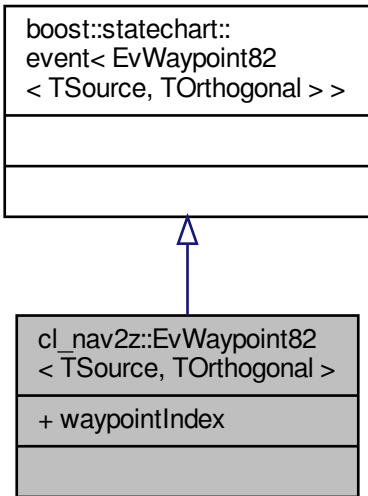 boost::statechart::
event< EvWaypoint82
< TSource, TOrthogonal > >
cl_nav2z::EvWaypoint82
< TSource, TOrthogonal >
+ waypointIndex